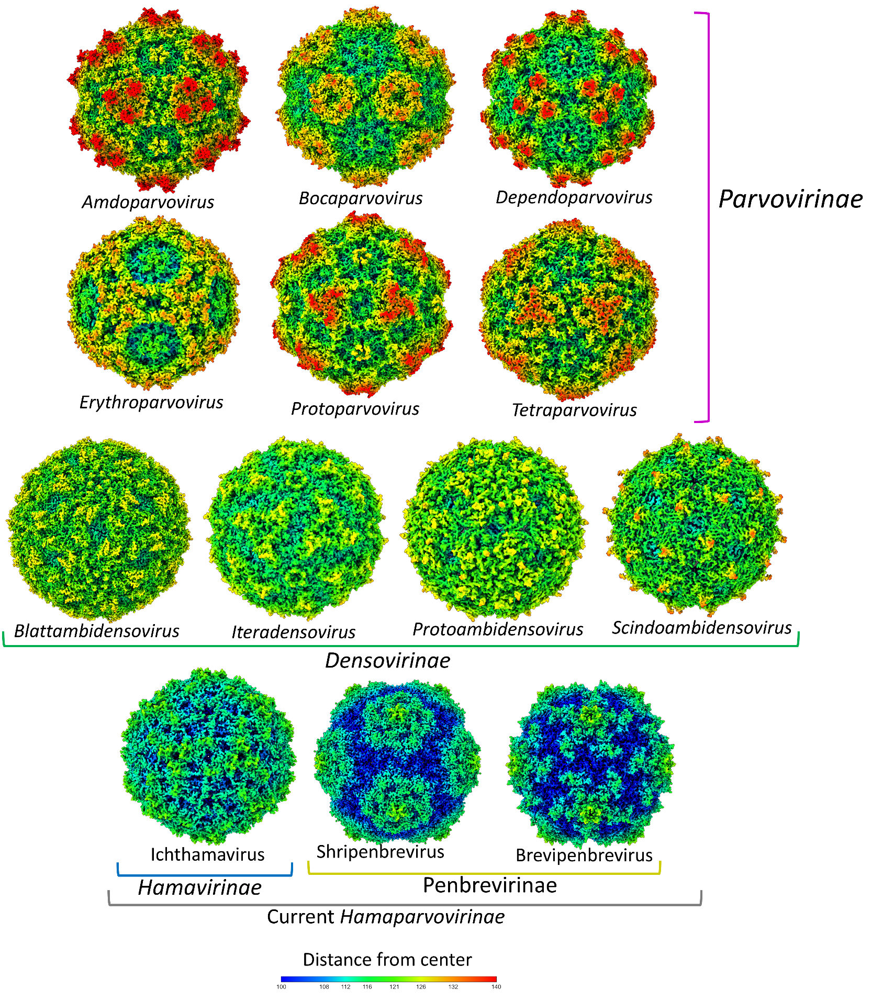 Amdoparvovirus
Bocaparvovirus
Dependoparvovirus
Parvovirinae
Erythroparvovirus
Protoparvovirus
Tetraparvovirus
Blattambidensovirus
Iteradensovirus
Protoambidensovirus
Scindoambidensovirus
Densovirinae
Ichthamavirus
Shripenbrevirus
Brevipenbrevirus
Hamavirinae
Penbrevirinae
Current Hamaparvovirinae
Distance from center
100 108 112 116 121 126 132 140